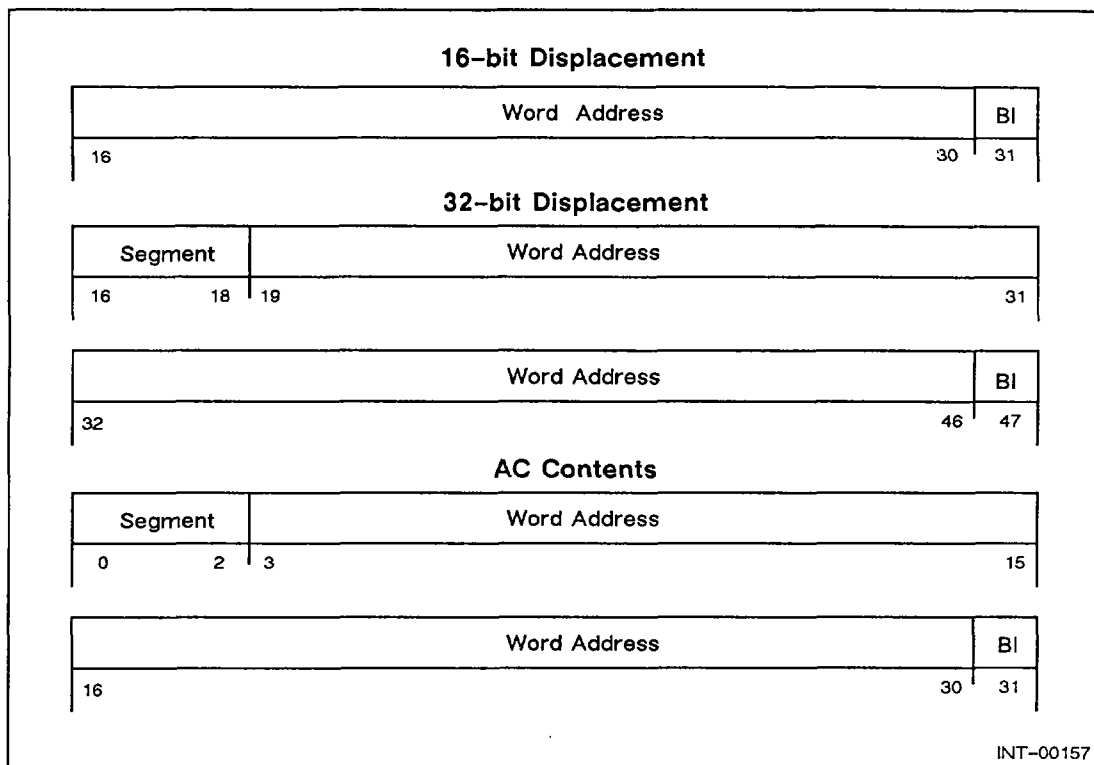 16-bit Displacement
Word Address BI
16 30 31
32-bit Displacement
Segment Word Address
16 18 19 31
Word Address BI
32 46 47
AC Contents
Segment Word Address
0 2 3 15
Word Address BI
16 30 31
INT-00157